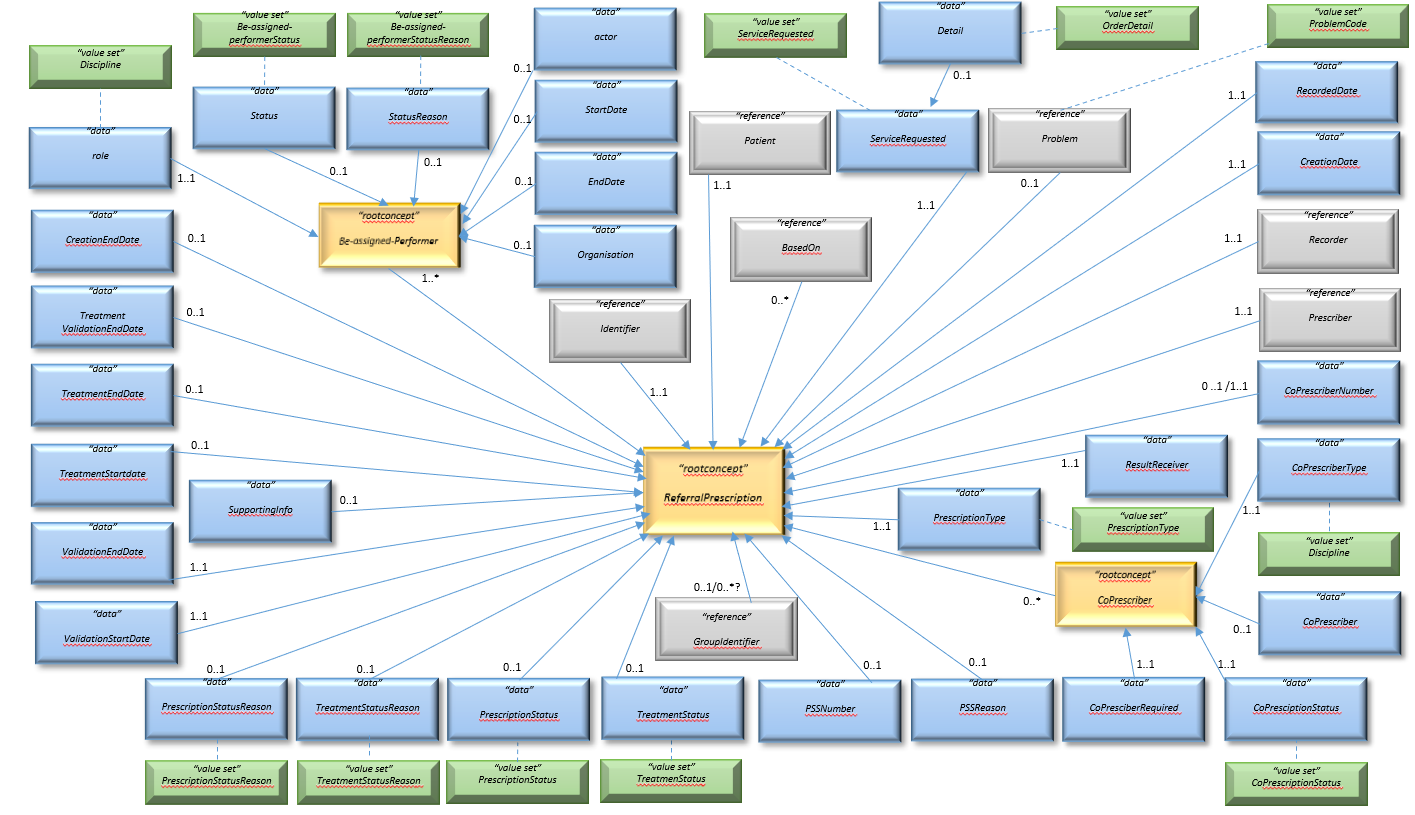 “value set”
Discipline
“value set”
Be-assigned-
performerStatus
“value set”
Be-assigned-
performerStatusReason
“data”
actor
“value set”
ServiceRequested
“data”
Detail
“value set”
OrderDetail
“value set”
ProblemCode
“data”
role
“data”
Status
“data”
StatusReason
“data”
StartDate
“reference”
Patient
“data”
ServiceRequested
“reference”
Problem
“data”
RecordedDate
“data”
CreationDate
“data”
EndDate
“data”
Organisation
“rootconcept”
Be-assigned-Performer
“reference”
BasedOn
“reference”
Recorder
“data”
CreationEndDate
“data”
Treatment
ValidationEndDate
“reference”
Identifier
“reference”
Prescriber
“data”
TreatmentEndDate
“data”
CoPrescriberNumber
“data”
TreatmentStartdate
“data”
SupportingInfo
“rootconcept”
ReferralPrescription
“data”
ResultReceiver
“data”
CoPrescriberType
“data”
PrescriptionType
“value set”
PrescriptionType
“value set”
Discipline
“data”
ValidationEndDate
“rootconcept”
CoPrescriber
“data”
CoPrescriber
“data”
ValidationStartDate
“reference”
GroupIdentifier
“data”
PrescriptionStatusReason
“data”
TreatmentStatusReason
“data”
PrescriptionStatus
“data”
TreatmentStatus
“data”
PSSNumber
“data”
PSSReason
“data”
CoPresciberRequired
“data”
CoPresciptionStatus
“value set”
PrescriptionStatusReason
“value set”
TreatmentStatusReason
“value set”
PrescriptionStatus
“value set”
TreatmenStatus
“value set”
CoPrescriptionStatus
0..1
0..1
0..1
0..1
0..1
0..1
1..1
1..*
0..1
1..1
1..1
0..1
1..1
1..1
1..1
1..1
0..*
1..1
0 ..1 /1..1
1..1
1..1
1..1
0..*
0..1
1..1
1..1
0..1
0..1
0..1
0..1
0..1
1..1
1..1
0..1
0..1
0..1
0..1
0..1/0..*?
0..1
0..1